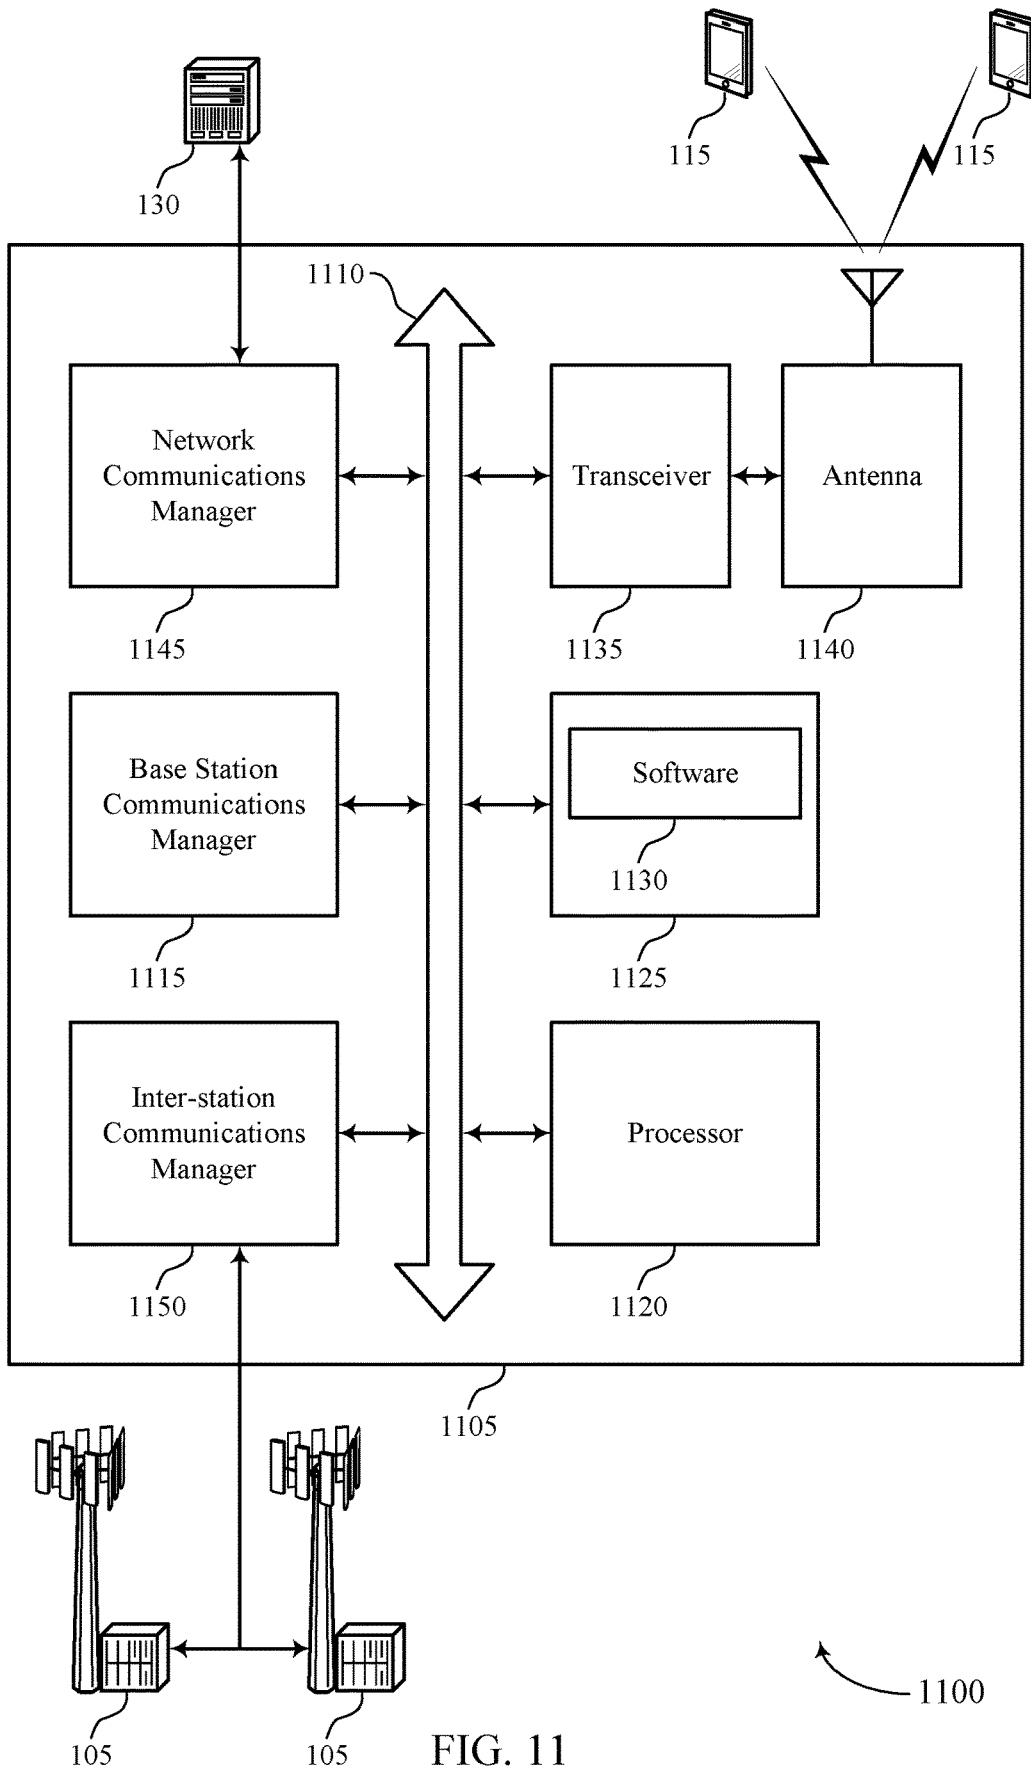 115
115
130
1110
Network
Communications
Manager
Transceiver
Antenna
1145
1135
1140
Base Station
Communications
Manager
Software
1130
1115
1125
Inter-station
Communications
Manager
Processor
1150
1120
1105
1100
105
105
FIG. 11